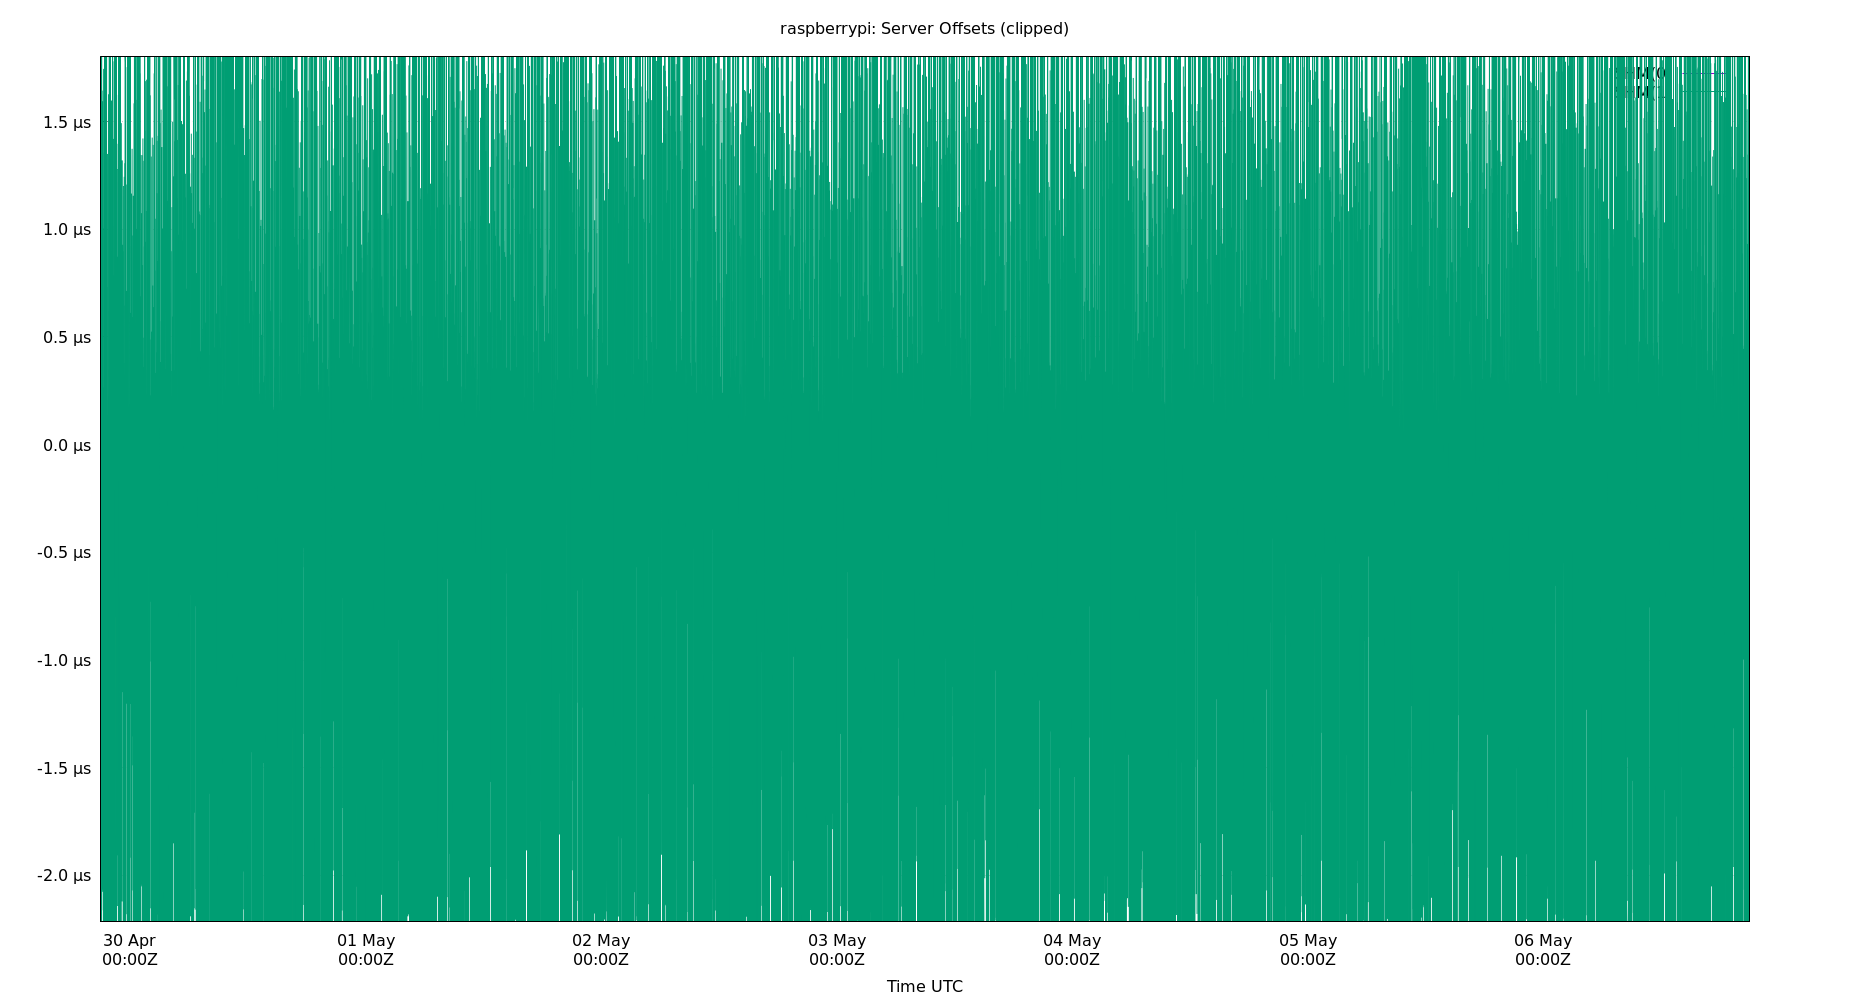 raspberrypi: Server Offsets (clipped)
1.5 µs
1.0 µs
0.5 µs
0.0 µs
-0.5 µs
-1.0 µs
-1.5 µs
-2.0 µs
30 Apr 01 May 02 May 03 May 04 May 05 May 06 May
00:00Z 00:00Z 00:00Z 00:00Z 00:00Z 00:00Z 00:00Z
Time UTC